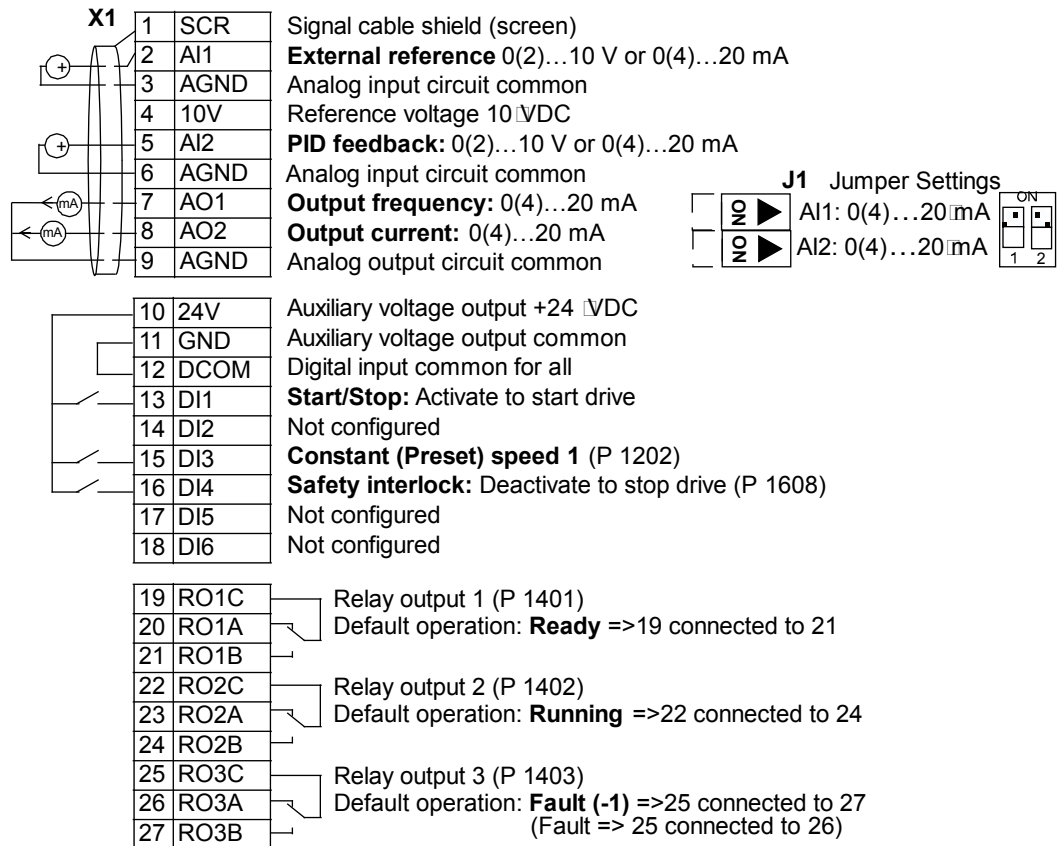 X1
1 SCR Signal cable shield (screen)
2 AI1 External reference 0(2)…10 V or 0(4)…20 mA
3 AGND Analog input circuit common
4 10V Reference voltage 10 VDC
5 AI2 PID feedback: 0(2)…10 V or 0(4)…20 mA
6 AGND Analog input circuit common
7 AO1 Output frequency: 0(4)…20 mA
8 AO2 Output current: 0(4)…20 mA
9 AGND Analog output circuit common
+
+
mA
mA
J1 Jumper Settings
ON AI1: 0(4)…20 mA
ON AI2: 0(4)…20 mA
ON
1 2
10 24V Auxiliary voltage output +24 VDC
11 GND Auxiliary voltage output common
12 DCOM Digital input common for all
13 DI1 Start/Stop: Activate to start drive
14 DI2 Not configured
15 DI3 Constant (Preset) speed 1 (P 1202)
16 DI4 Safety interlock: Deactivate to stop drive (P 1608)
17 DI5 Not configured
18 DI6 Not configured
19 RO1C Relay output 1 (P 1401)
20 RO1A Default operation: Ready =>19 connected to 21
21 RO1B
22 RO2C Relay output 2 (P 1402)
23 RO2A Default operation: Running =>22 connected to 24
24 RO2B
25 RO3C Relay output 3 (P 1403)
26 RO3A Default operation: Fault (-1) =>25 connected to 27
27 RO3B (Fault => 25 connected to 26)